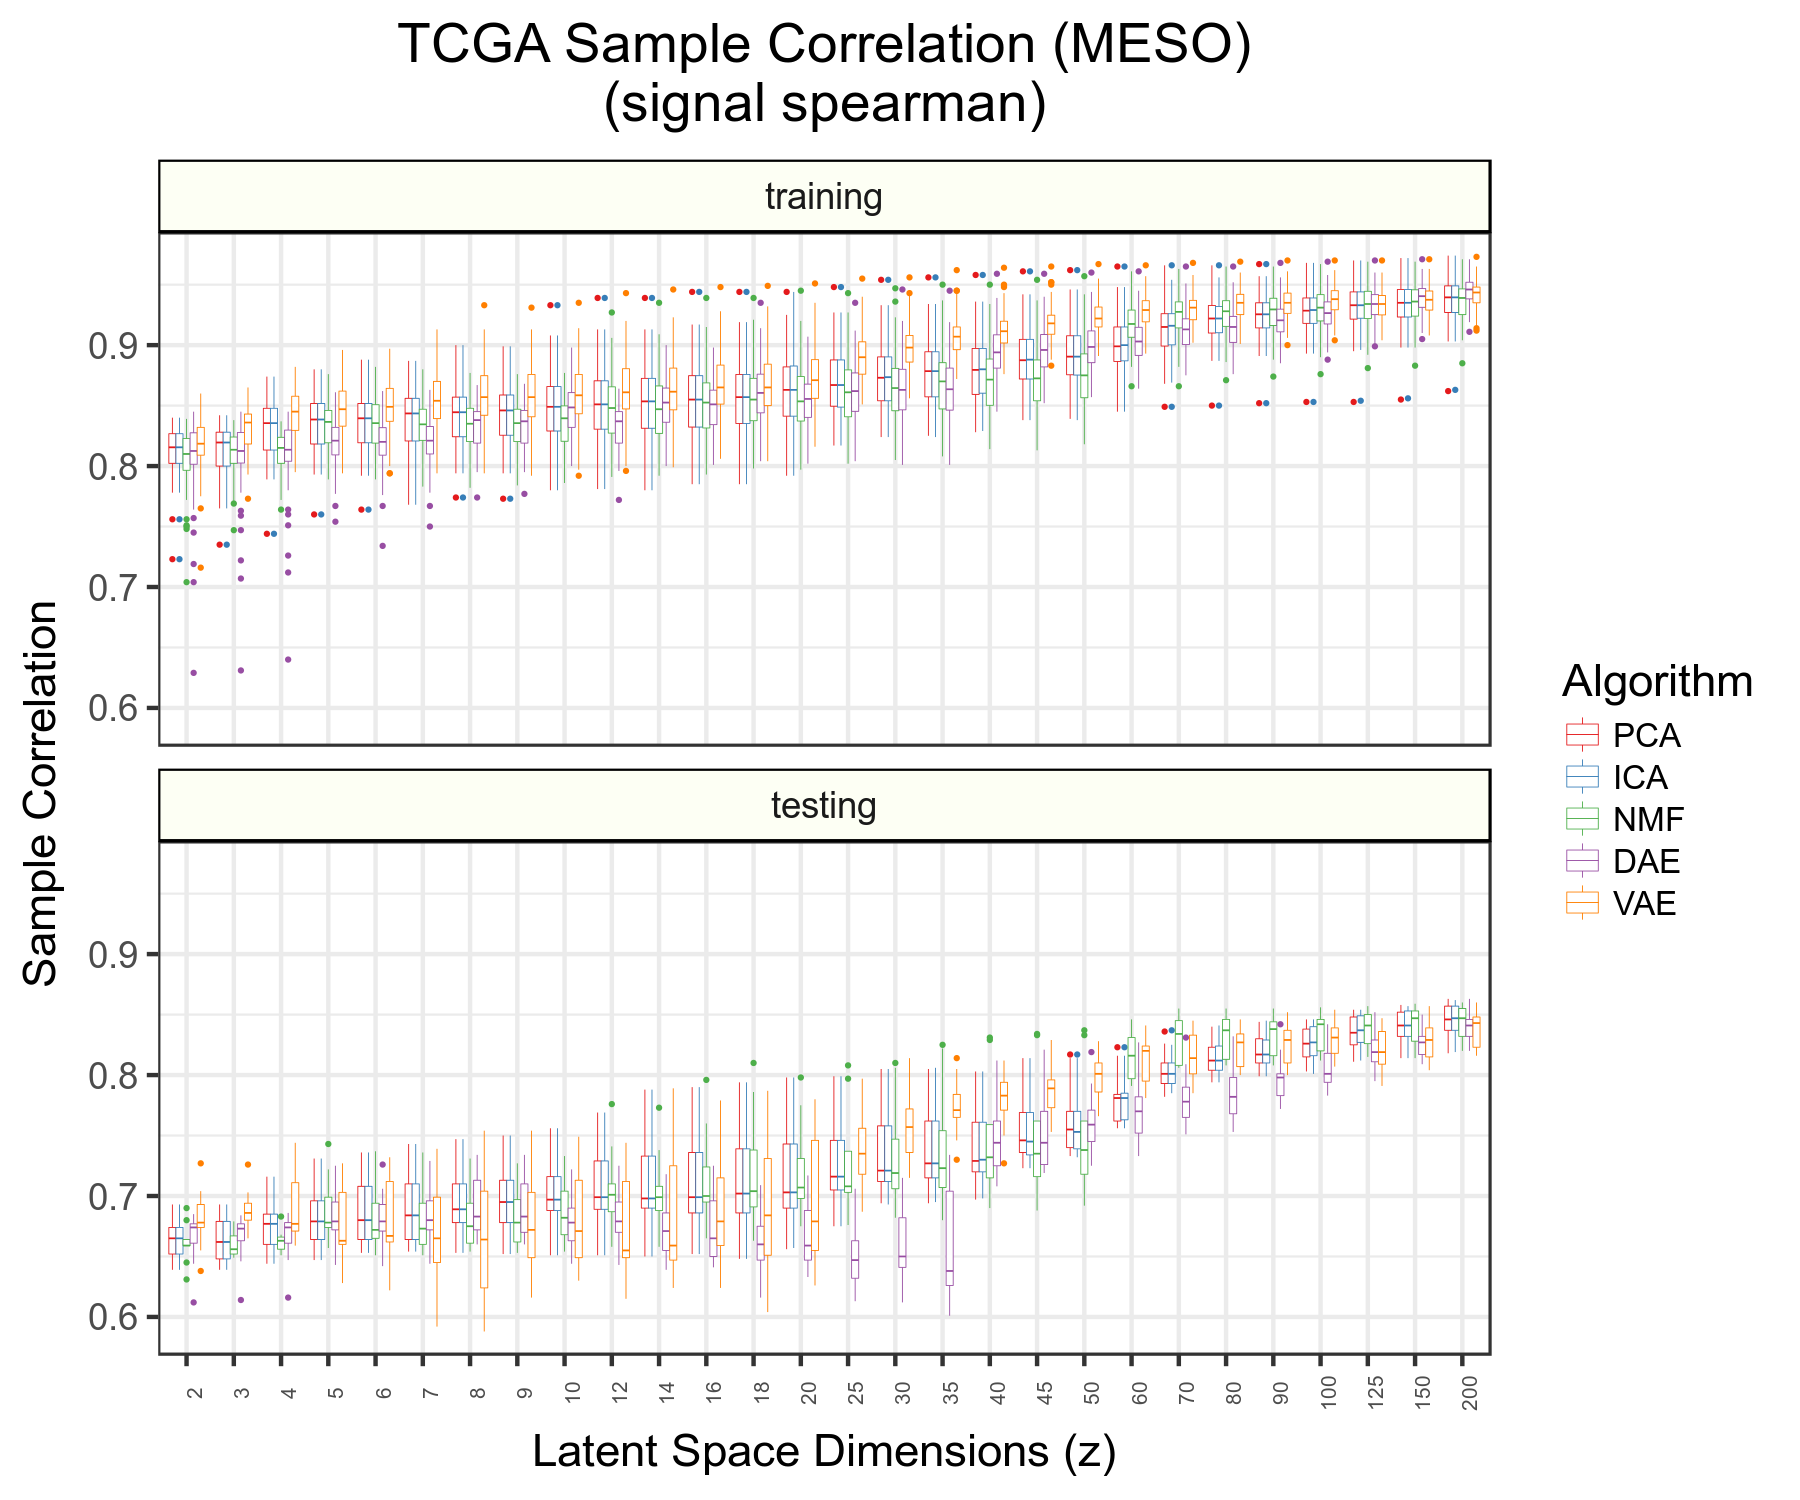 TCGA Sample Correlation (MESO)
(signal spearman)
training
0.9
0.8
0.7
0.6
testing
0.9
0.8
0.7
0.6
Sample Correlation
2 3 4 5 6 7 8 9 10 12 14 16 18 20 25 30 35 40 45 50 60 70 80 90 100 125 150 200
Latent Space Dimensions (z)
Algorithm
PCA
ICA
NMF
DAE
VAE